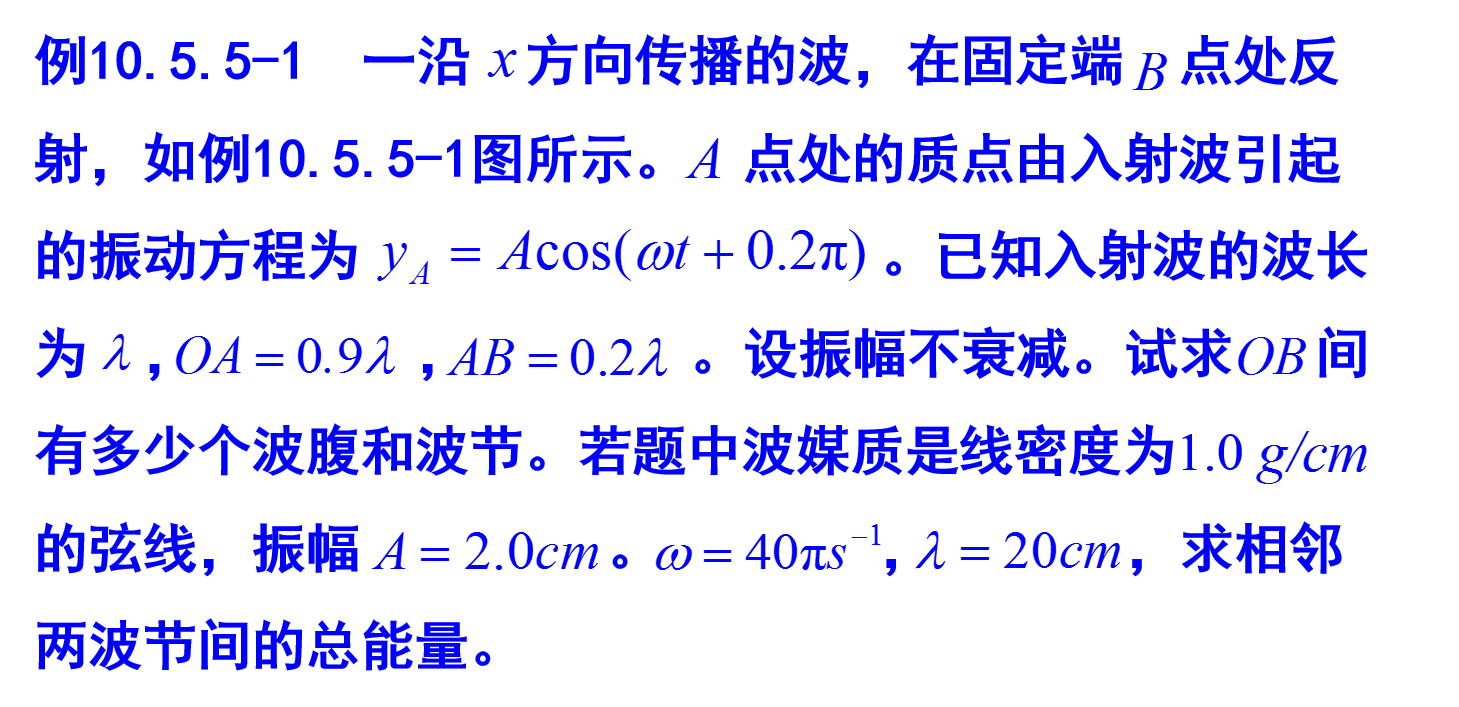 例10.5.5-1 一沿 x 方向传播的波，在固定端 B 点处反
射，如例10.5.5-1图所示。A 点处的质点由入射波引起
的振动方程为 y_A = Acos(ωt + 0.2π) 。已知入射波的波长
为 λ , OA = 0.9λ , AB = 0.2λ 。设振幅不衰减。试求OB间
有多少个波腹和波节。若题中波媒质是线密度为1.0 g/cm
的弦线，振幅 A = 2.0cm。ω = 40πs⁻¹, λ = 20cm，求相邻
两波节间的总能量。